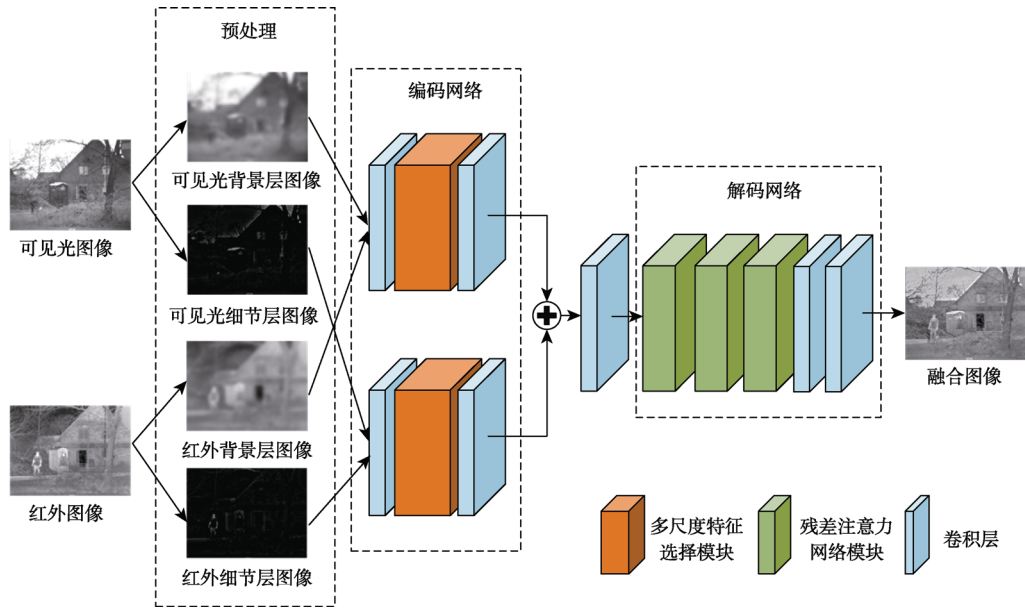 预处理
编码网络
可见光背景层图像
可见光图像
解码网络
可见光细节层图像
融合图像
红外背景层图像
红外图像
红外细节层图像
多尺度特征
选择模块
残差注意力
网络模块
卷积层